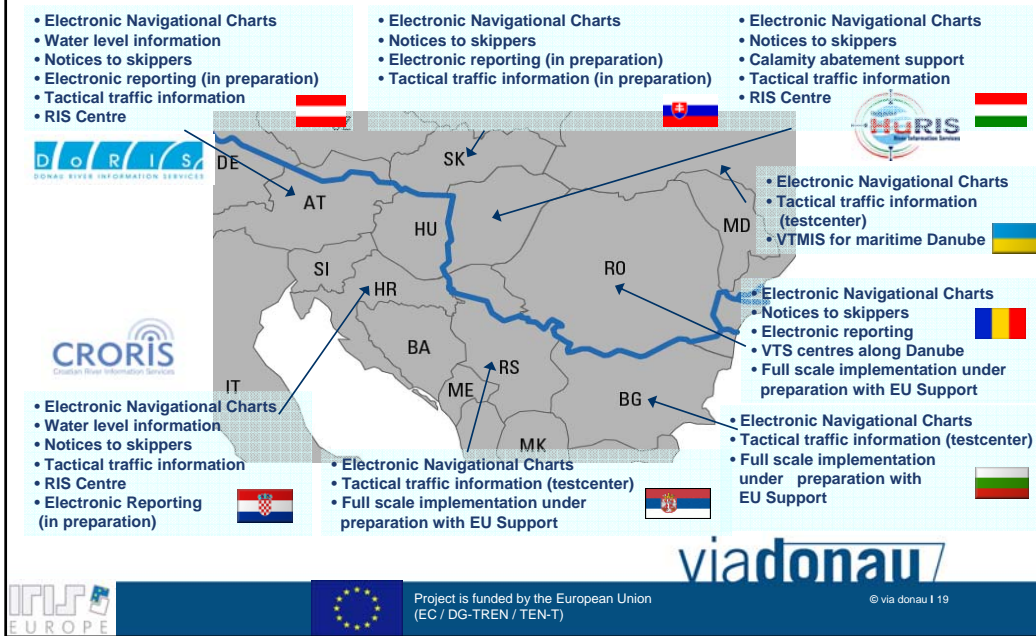 • Electronic Navigational Charts
• Water level information
• Notices to skippers
• Electronic reporting (in preparation)
• Tactical traffic information
• RIS Centre
• Electronic Navigational Charts
• Notices to skippers
• Electronic reporting (in preparation)
• Tactical traffic information (in preparation)
• Electronic Navigational Charts
• Notices to skippers
• Calamity abatement support
• Tactical traffic information
• RIS Centre
HuRIS
River Information Services
DoRIS
DONAU RIVER INFORMATION SERVICES
DE
AT
SK
HU
SI
HR
BA
RS
ME
MK
IT
RO
BG
MD
• Electronic Navigational Charts
• Tactical traffic information
(testcenter)
• VTMIS for maritime Danube
• Electronic Navigational Charts
• Notices to skippers
• Electronic reporting
• VTS centres along Danube
• Full scale implementation under
preparation with EU Support
CRORIS
Croatian River Information Services
• Electronic Navigational Charts
• Water level information
• Notices to skippers
• Tactical traffic information
• RIS Centre
• Electronic Reporting
(in preparation)
• Electronic Navigational Charts
• Tactical traffic information (testcenter)
• Full scale implementation under
preparation with EU Support
• Electronic Navigational Charts
• Tactical traffic information (testcenter)
• Full scale implementation
under preparation with
EU Support
viadonau
IRIS
EUROPE
Project is funded by the European Union
(EC / DG-TREN / TEN-T)
© via donau I 19